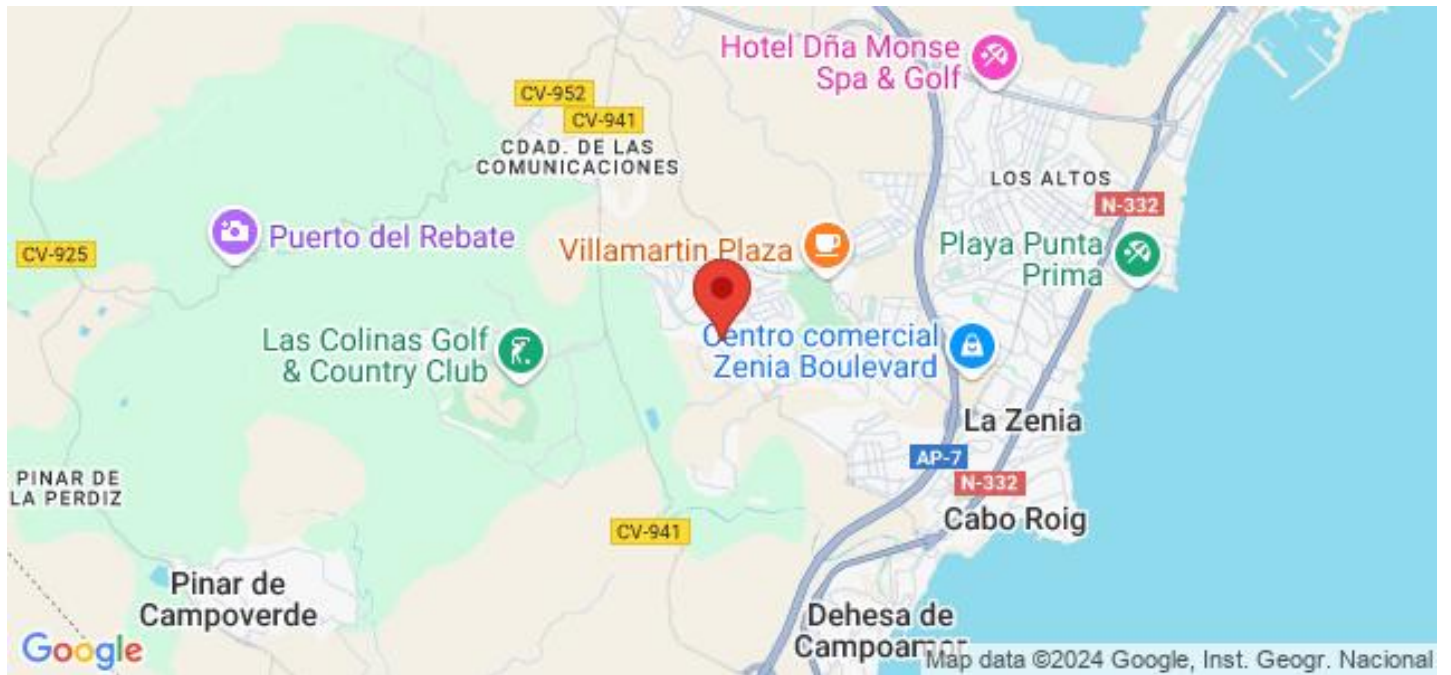 Hotel Dña Monse
Spa & Golf
CV-952
CV-941
CDAD. DE LAS
COMUNICACIONES
LOS ALTOS
N-332
Puerto del Rebate
Villamartin Plaza
Playa Punta
Prima
CV-925
Las Colinas Golf
& Country Club
Centro comercial
Zenia Boulevard
La Zenia
AP-7
N-332
PINAR DE
LA PERDIZ
Cabo Roig
CV-941
Pinar de
Campoverde
Dehesa de
Campoamor
Google
Map data ©2024 Google, Inst. Geogr. Nacional